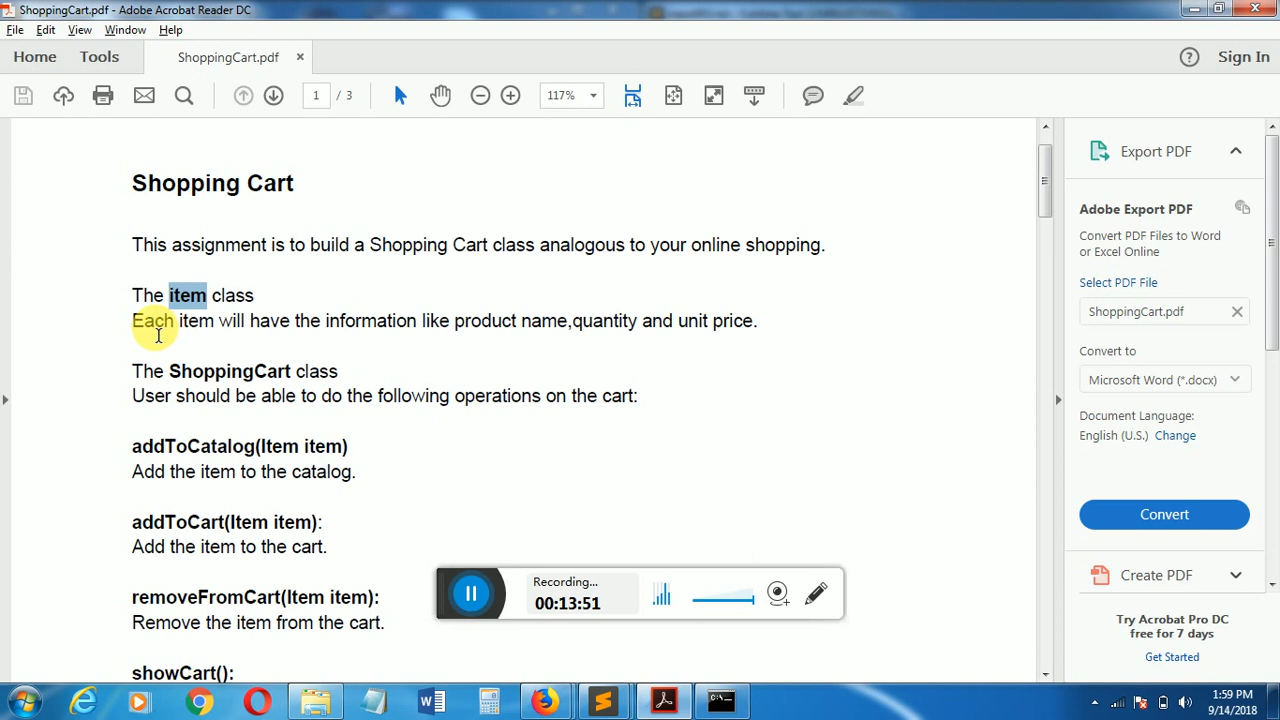 ShoppingCart.pdf - Adobe Acrobat Reader DC
File Edit View Window Help
Home Tools ShoppingCart.pdf × ? Sign In
1 / 3 117%
Shopping Cart
This assignment is to build a Shopping Cart class analogous to your online shopping.
The item class
Each item will have the information like product name,quantity and unit price.
The ShoppingCart class
User should be able to do the following operations on the cart:
addToCatalog(Item item)
Add the item to the catalog.
addToCart(Item item):
Add the item to the cart.
removeFromCart(Item item):
Remove the item from the cart.
showCart():
Export PDF
Adobe Export PDF
Convert PDF Files to Word
or Excel Online
Select PDF File
ShoppingCart.pdf
Convert to
Microsoft Word (*.docx)
Document Language:
English (U.S.) Change
Convert
Create PDF
Try Acrobat Pro DC
free for 7 days
Get Started
Recording...
00:13:51
1:59 PM
9/14/2018